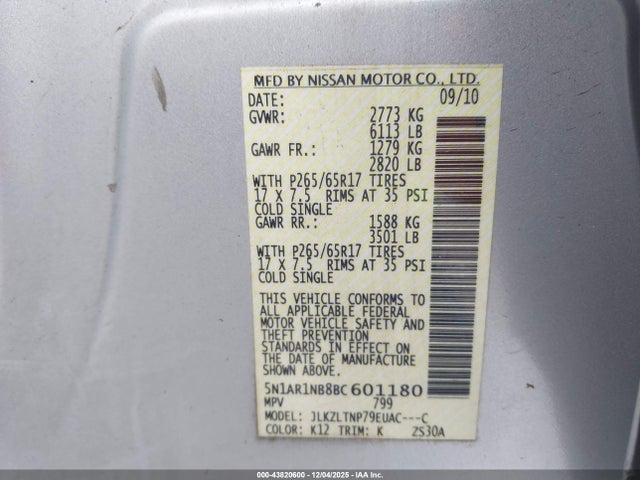 MFD BY NISSAN MOTOR CO., LTD.
DATE: 09/10
GVWR: 2773 KG
6113 LB
GAWR FR.: 1279 KG
2820 LB
WITH P265/65R17 TIRES
17 X 7.5 RIMS AT 35 PSI
COLD SINGLE
GAWR RR.: 1588 KG
3501 LB
WITH P265/65R17 TIRES
17 X 7.5 RIMS AT 35 PSI
COLD SINGLE
THIS VEHICLE CONFORMS TO
ALL APPLICABLE FEDERAL
MOTOR VEHICLE SAFETY AND
THEFT PREVENTION
STANDARDS IN EFFECT ON
THE DATE OF MANUFACTURE
SHOWN ABOVE.
5N1AR1NB8BC601180
MPV 799
MODEL: JLKZLTNP79EUAC---C
COLOR: K12 TRIM: K ZS30A
000-43820600 - 12/04/2025 - IAA Inc.